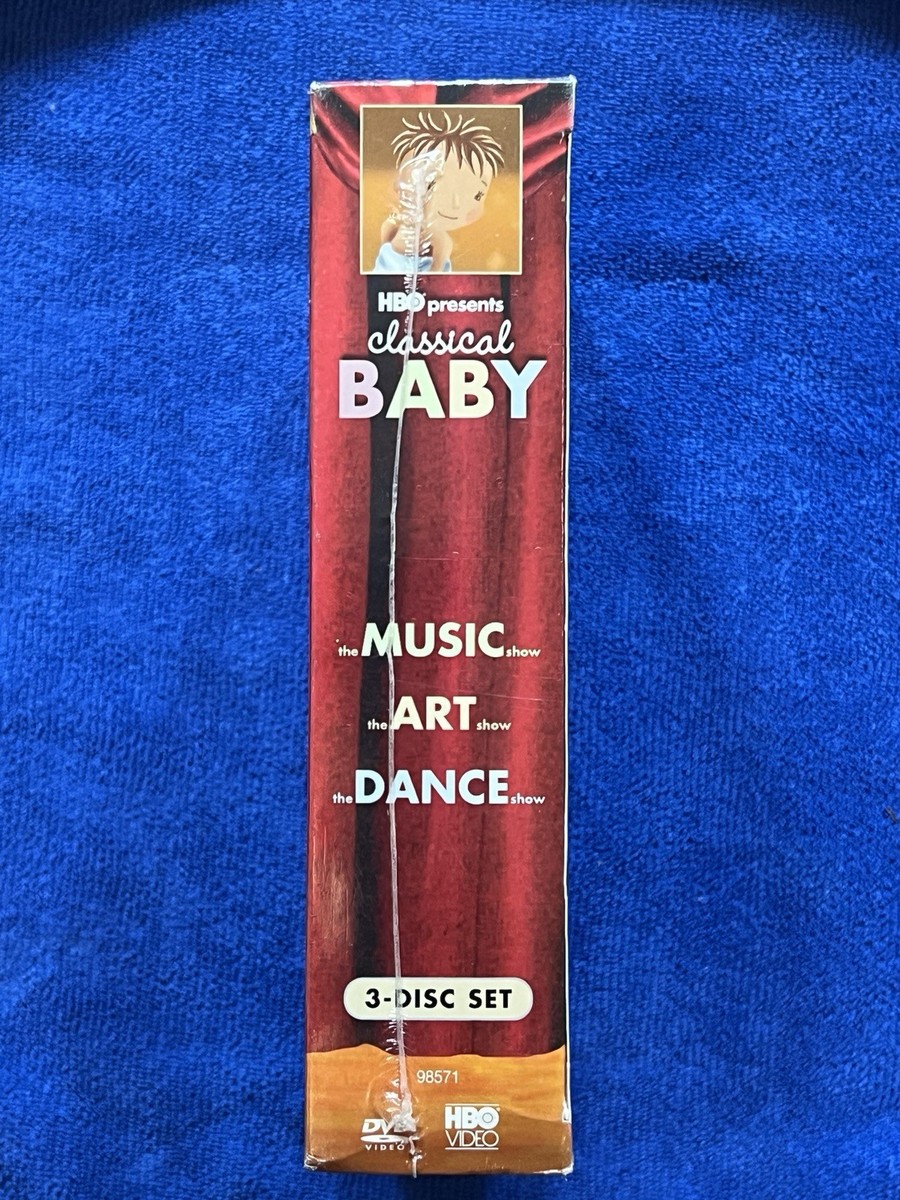 HBO presents
classical
BABY
the MUSIC show
the ART show
the DANCE show
3-DISC SET
98571
DVD
VIDEO
HBO
VIDEO